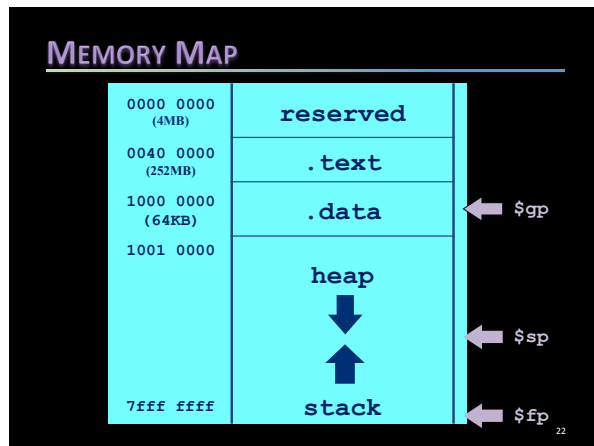 MEMORY MAP
0000 0000
(4MB)
reserved
0040 0000
(252MB)
.text
1000 0000
(64KB)
.data
$gp
1001 0000
heap
$sp
7fff ffff
stack
$fp
22